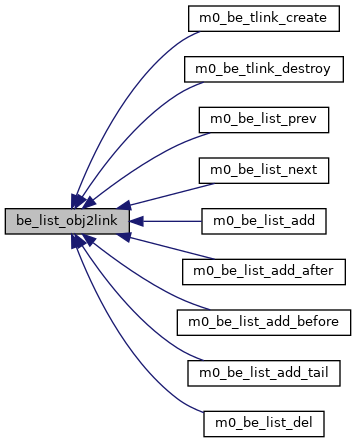 m0_be_tlink_create
m0_be_tlink_destroy
m0_be_list_prev
m0_be_list_next
be_list_obj2link
m0_be_list_add
m0_be_list_add_after
m0_be_list_add_before
m0_be_list_add_tail
m0_be_list_del